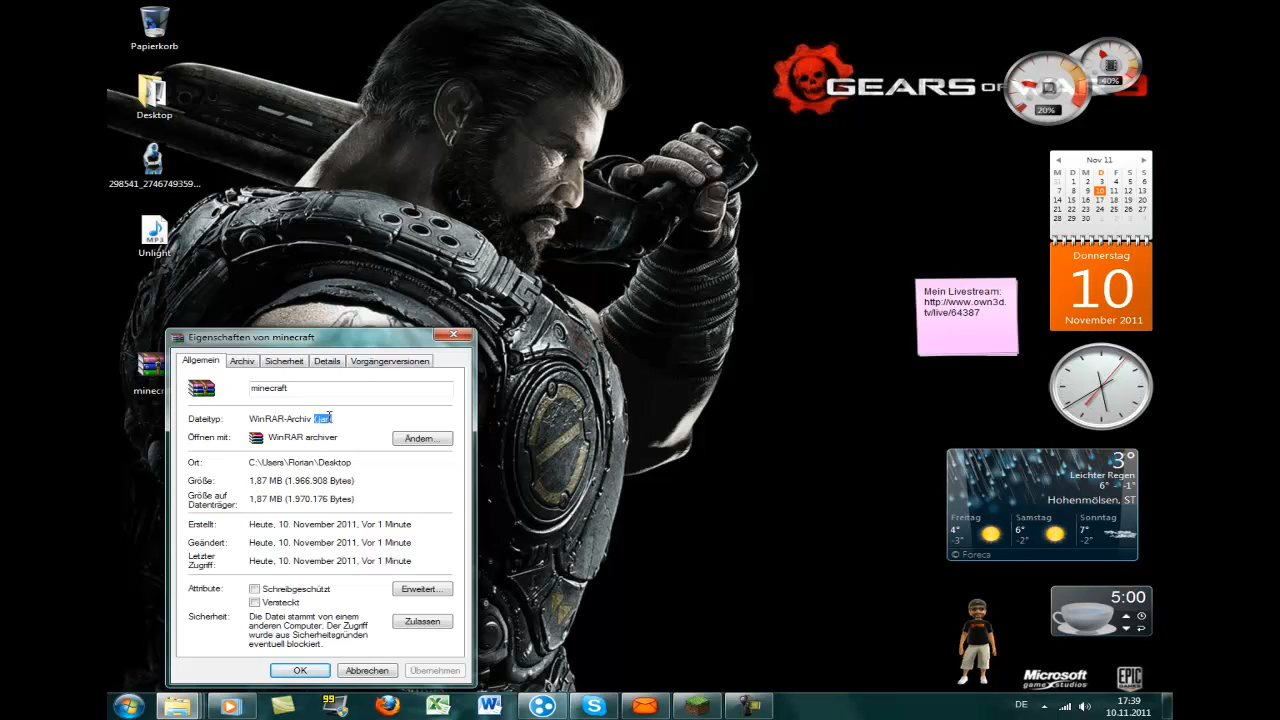 Papierkorb
Desktop
298541_2746749359...
MP3
Unlight
GEARS OF
40%
20%
Nov 11
M D M D F S S
31 1 2 3 4 5 6
7 8 9 10 11 12 13
14 15 16 17 18 19 20
21 22 23 24 25 26 27
28 29 30 1 2 3 4
Donnerstag
10
November 2011
Mein Livestream:
http://www.own3d.
tv/live/64387
3°
Leichter Regen
6° - -1°
Hohenmölsen, ST
Freitag Samstag Sonntag
4° 6° 7°
-3° -2° -2°
© Foreca
5:00
Microsoft
game studios
EPIC
GAMES
Eigenschaften von minecraft
Allgemein Archiv Sicherheit Details Vorgängerversionen
minecraft
Dateityp: WinRAR-Archiv (.jar)
Öffnen mit: WinRAR archiver Ändern...
Ort: C:\Users\Florian\Desktop
Größe: 1,87 MB (1.966.908 Bytes)
Größe auf
Datenträger: 1,87 MB (1.970.176 Bytes)
Erstellt: Heute, 10. November 2011, Vor 1 Minute
Geändert: Heute, 10. November 2011, Vor 1 Minute
Letzter
Zugriff: Heute, 10. November 2011, Vor 1 Minute
Attribute: Schreibgeschützt Erweitert...
Versteckt
Sicherheit: Die Datei stammt von einem
anderen Computer. Der Zugriff
wurde aus Sicherheitsgründen
eventuell blockiert.
Zulassen
OK Abbrechen Übernehmen
minecr
99
DE
17:39
10.11.2011